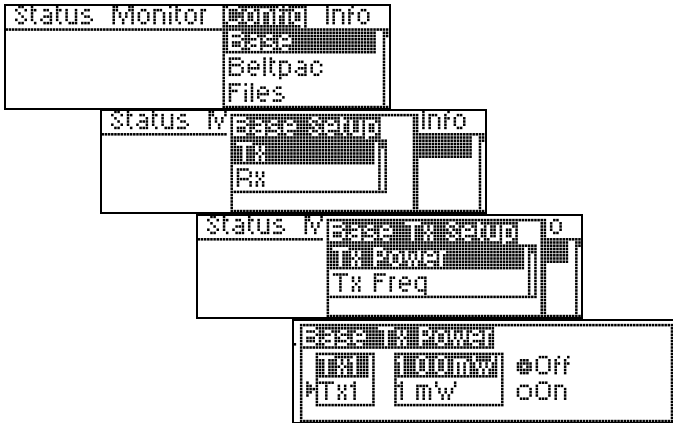 Status Monitor Config Info
Base
Beltpac
Files
Status M Info
Base Setup
Tx
Rx
Status M o
Base Tx Setup
Tx Power
Tx Freq
Base Tx Power
Tx1 100mW Off
Tx1 1 mW On